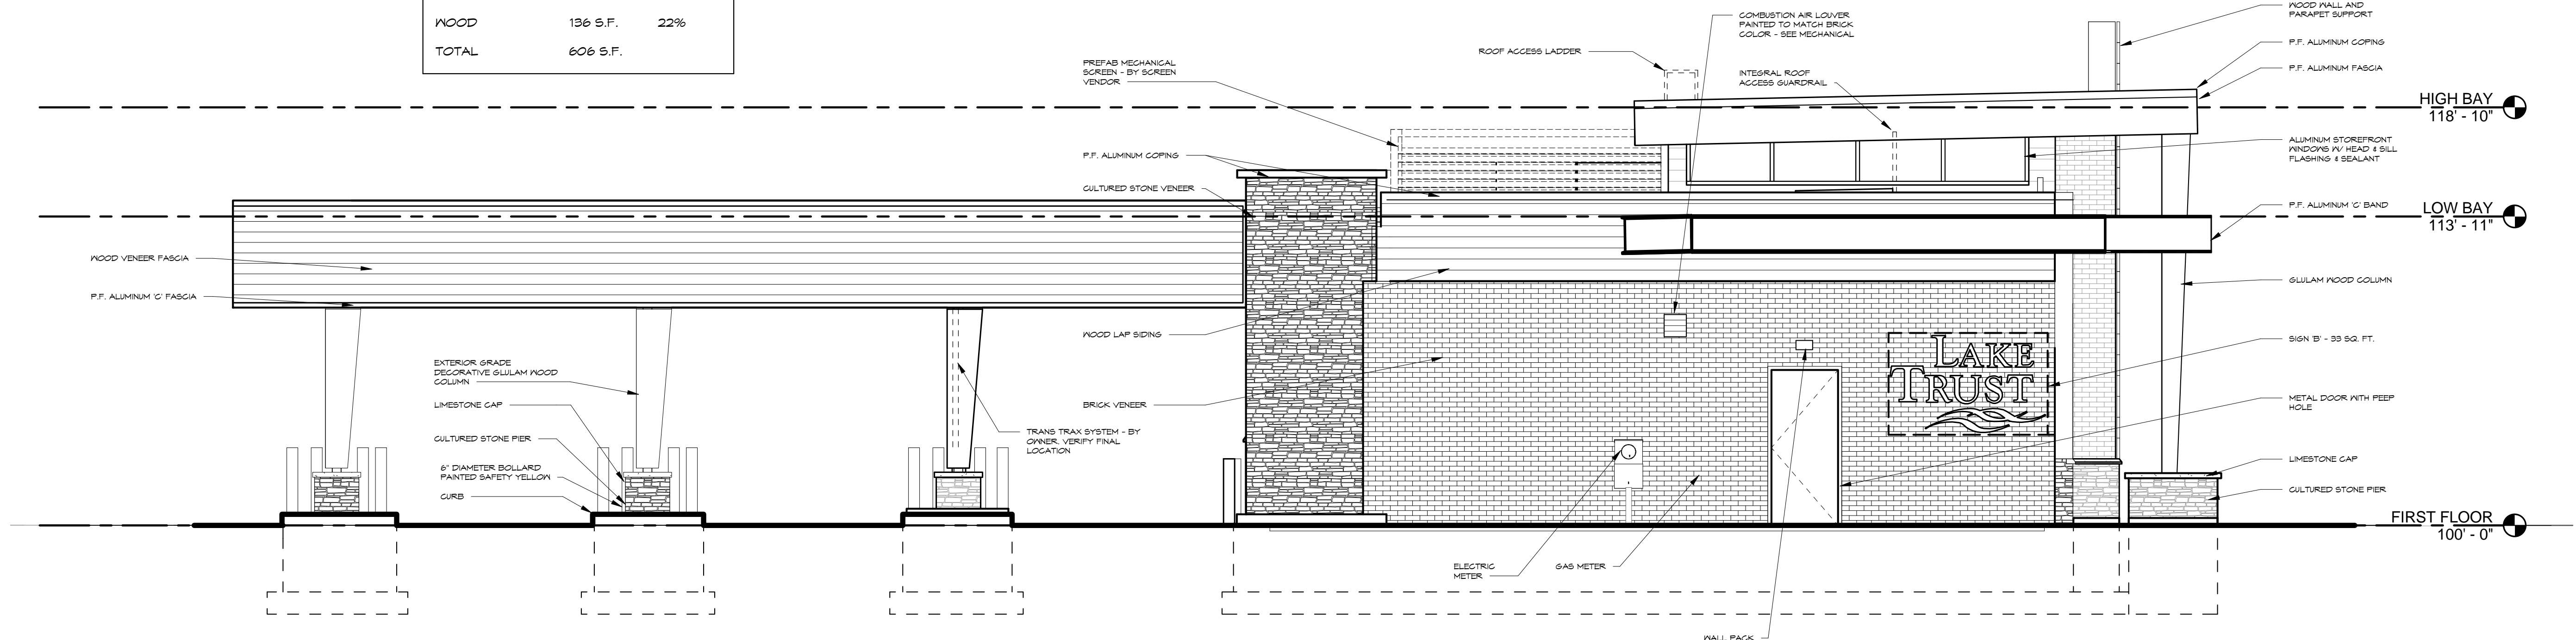 WOOD 136 S.F. 22%
TOTAL 606 S.F.
COMBUSTION AIR LOUVER
PAINTED TO MATCH BRICK
COLOR - SEE MECHANICAL
WOOD WALL AND
PARAPET SUPPORT
ROOF ACCESS LADDER
P.F. ALUMINUM COPING
PREFAB MECHANICAL
SCREEN - BY SCREEN
VENDOR
INTEGRAL ROOF
ACCESS GUARDRAIL
P.F. ALUMINUM FASCIA
HIGH BAY
118' - 10"
ALUMINUM STOREFRONT
WINDOWS W/ HEAD & SILL
FLASHING & SEALANT
P.F. ALUMINUM COPING
CULTURED STONE VENEER
P.F. ALUMINUM 'C' BAND
LOW BAY
113' - 11"
WOOD VENEER FASCIA
P.F. ALUMINUM 'C' FASCIA
GLULAM WOOD COLUMN
WOOD LAP SIDING
SIGN 'B' - 33 SQ. FT.
LAKE
TRUST
EXTERIOR GRADE
DECORATIVE GLULAM WOOD
COLUMN
LIMESTONE CAP
BRICK VENEER
METAL DOOR WITH PEEP
HOLE
TRANS TRAX SYSTEM - BY
OWNER. VERIFY FINAL
LOCATION
CULTURED STONE PIER
6" DIAMETER BOLLARD
PAINTED SAFETY YELLOW
CURB
LIMESTONE CAP
CULTURED STONE PIER
FIRST FLOOR
100' - 0"
ELECTRIC
METER
GAS METER
WALL PACK